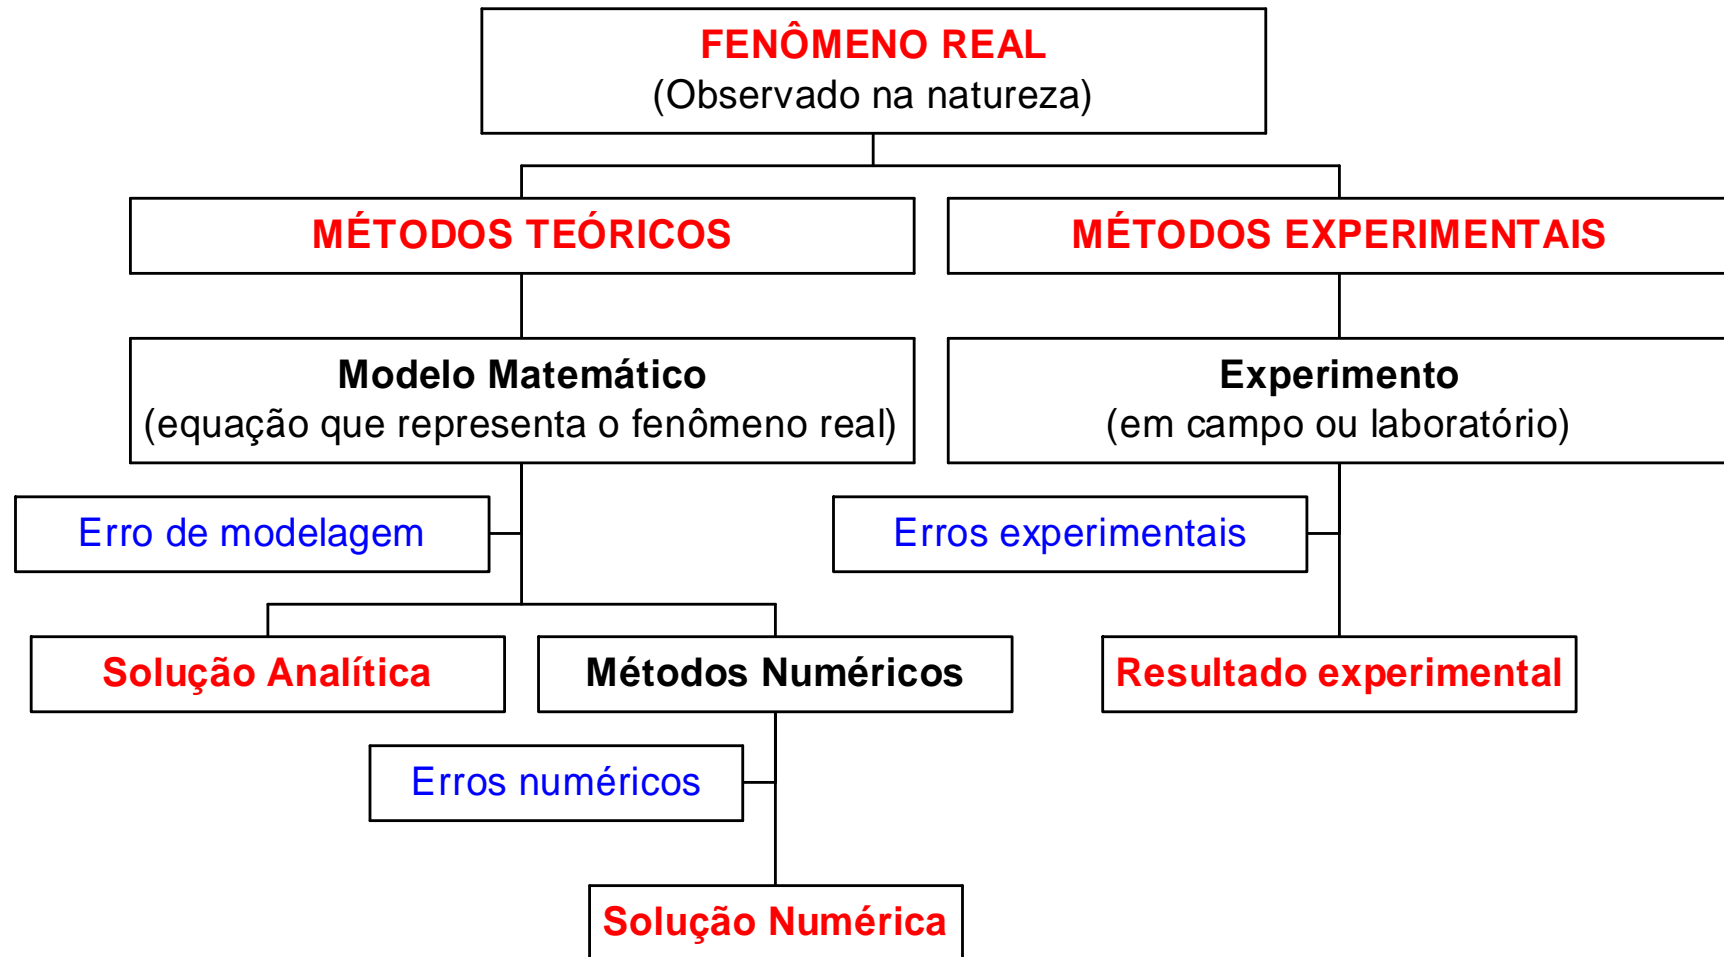 FENÔMENO REAL
(Observado na natureza)
MÉTODOS TEÓRICOS
MÉTODOS EXPERIMENTAIS
Modelo Matemático
(equação que representa o fenômeno real)
Experimento
(em campo ou laboratório)
Erro de modelagem
Erros experimentais
Solução Analítica
Métodos Numéricos
Resultado experimental
Erros numéricos
Solução Numérica